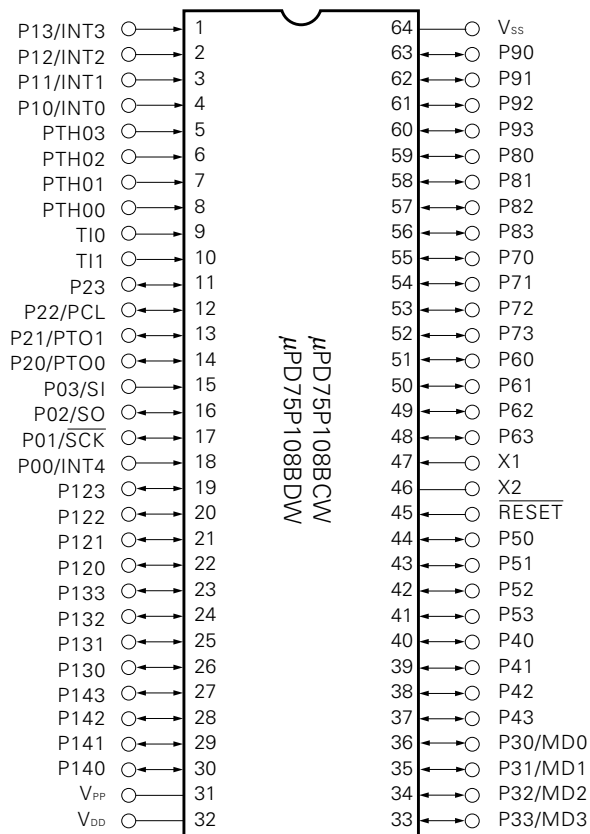 P13/INT3 1 64 Vss
P12/INT2 2 63 P90
P11/INT1 3 62 P91
P10/INT0 4 61 P92
PTH03 5 60 P93
PTH02 6 59 P80
PTH01 7 58 P81
PTH00 8 57 P82
TI0 9 56 P83
TI1 10 55 P70
P23 11 54 P71
P22/PCL 12 53 P72
P21/PTO1 13 52 P73
P20/PTO0 14 51 P60
P03/SI 15 50 P61
P02/SO 16 49 P62
P01/S̅C̅K̅ 17 48 P63
P00/INT4 18 47 X1
P123 19 46 X2
P122 20 45 R̅E̅S̅E̅T̅
P121 21 44 P50
P120 22 43 P51
P133 23 42 P52
P132 24 41 P53
P131 25 40 P40
P130 26 39 P41
P143 27 38 P42
P142 28 37 P43
P141 29 36 P30/MD0
P140 30 35 P31/MD1
VPP 31 34 P32/MD2
VDD 32 33 P33/MD3
μPD75P108BCW
μPD75P108BDW